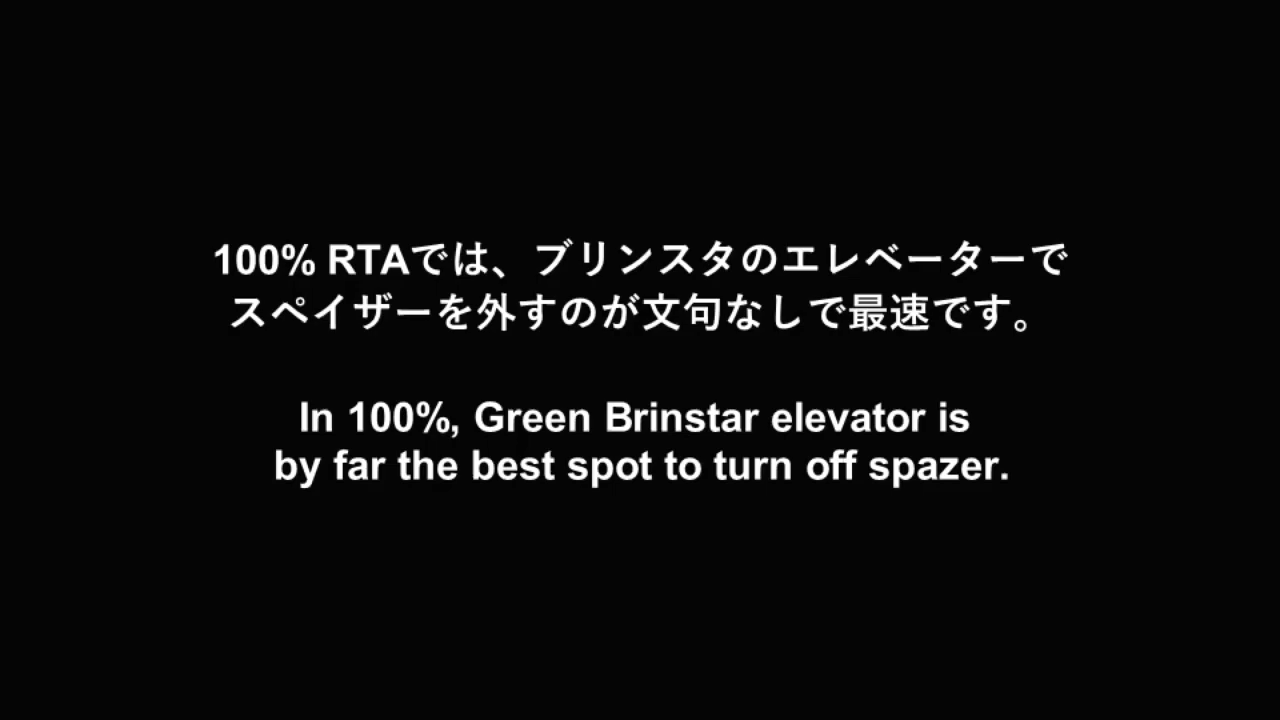 100% RTAでは、ブリンスタのエレベーターで
スペイザーを外すのが文句なしで最速です。
In 100%, Green Brinstar elevator is
by far the best spot to turn off spazer.